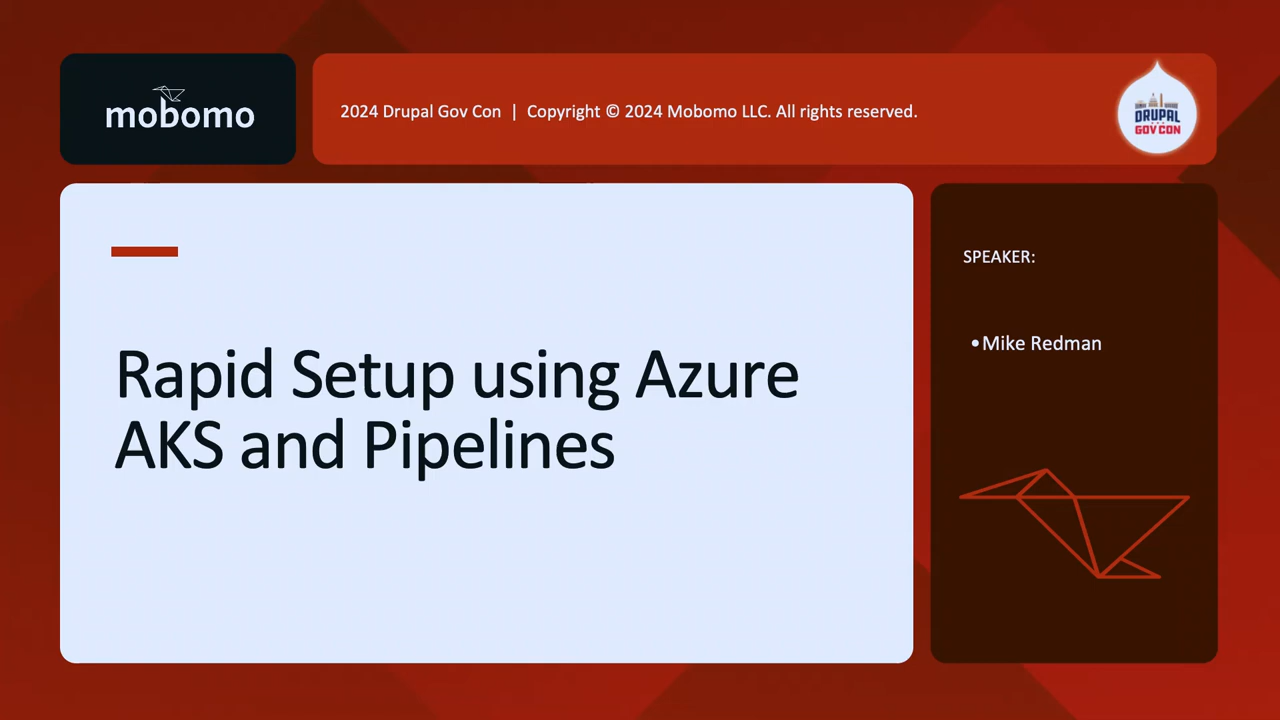 mobomo
2024 Drupal Gov Con | Copyright © 2024 Mobomo LLC. All rights reserved.
DRUPAL
GOV CON
Rapid Setup using Azure
AKS and Pipelines
SPEAKER:
•Mike Redman